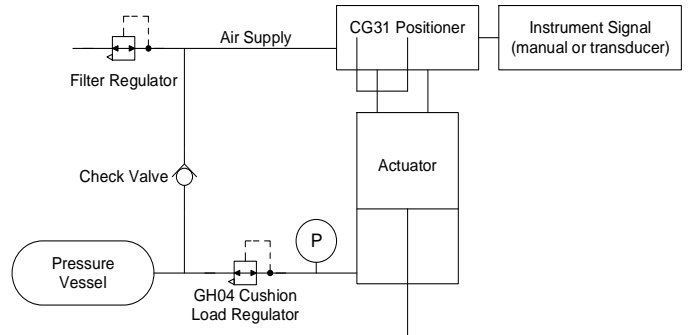 CG31 Positioner
Instrument Signal
(manual or transducer)
Air Supply
Filter Regulator
Actuator
Check Valve
P
Pressure
Vessel
GH04 Cushion
Load Regulator